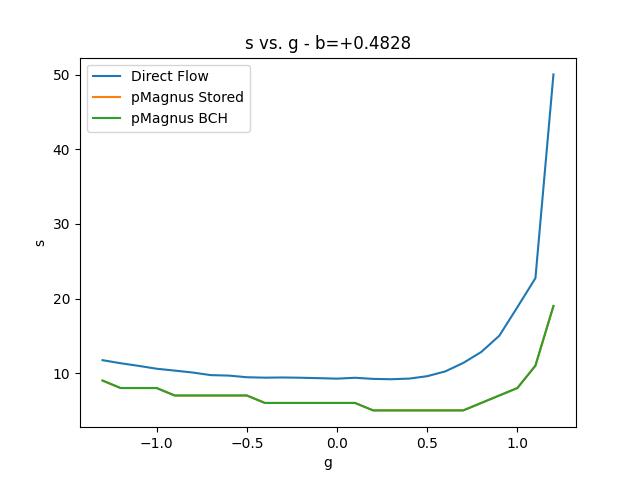 s vs. g - b=+0.4828
Direct Flow
pMagnus Stored
pMagnus BCH
50
40
30
20
10
s
−1.0
−0.5
0.0
0.5
1.0
g